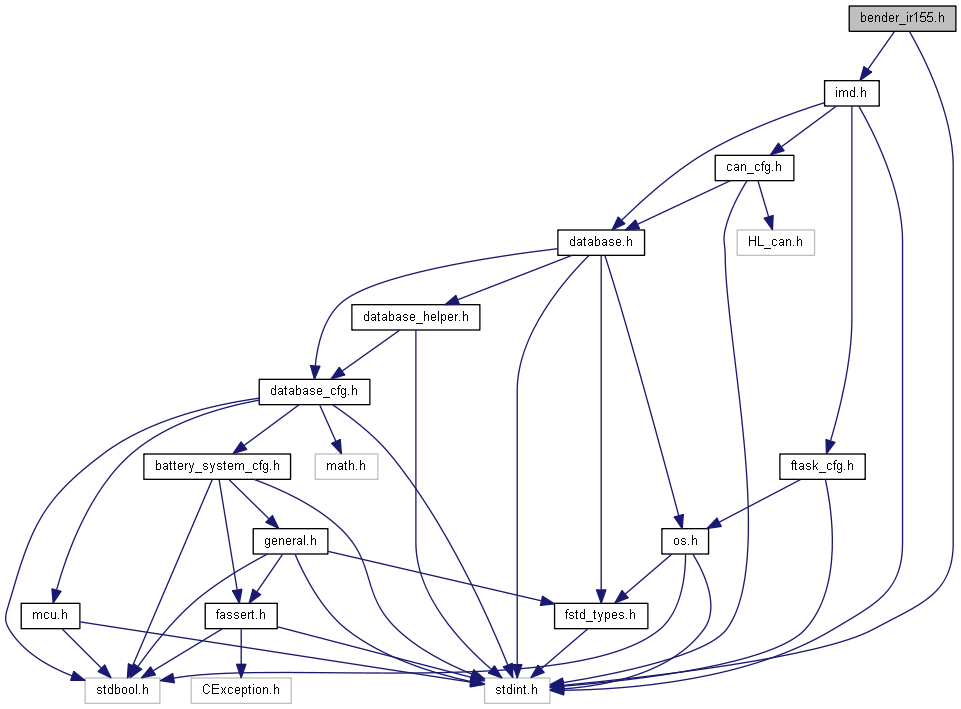 bender_ir155.h
imd.h
can_cfg.h
database.h
HL_can.h
database_helper.h
database_cfg.h
battery_system_cfg.h
math.h
ftask_cfg.h
general.h
os.h
mcu.h
fassert.h
fstd_types.h
stdbool.h
CException.h
stdint.h